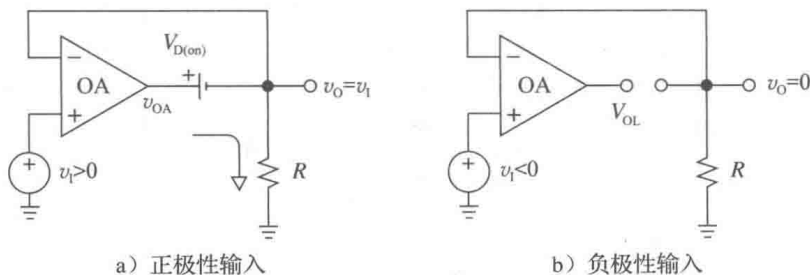 V_D(on)
+
−
OA
v_OA
+
v_O=v_I
+
v_I>0
R
a）正极性输入
−
OA
+
V_OL
v_O=0
+
v_I<0
R
b）负极性输入